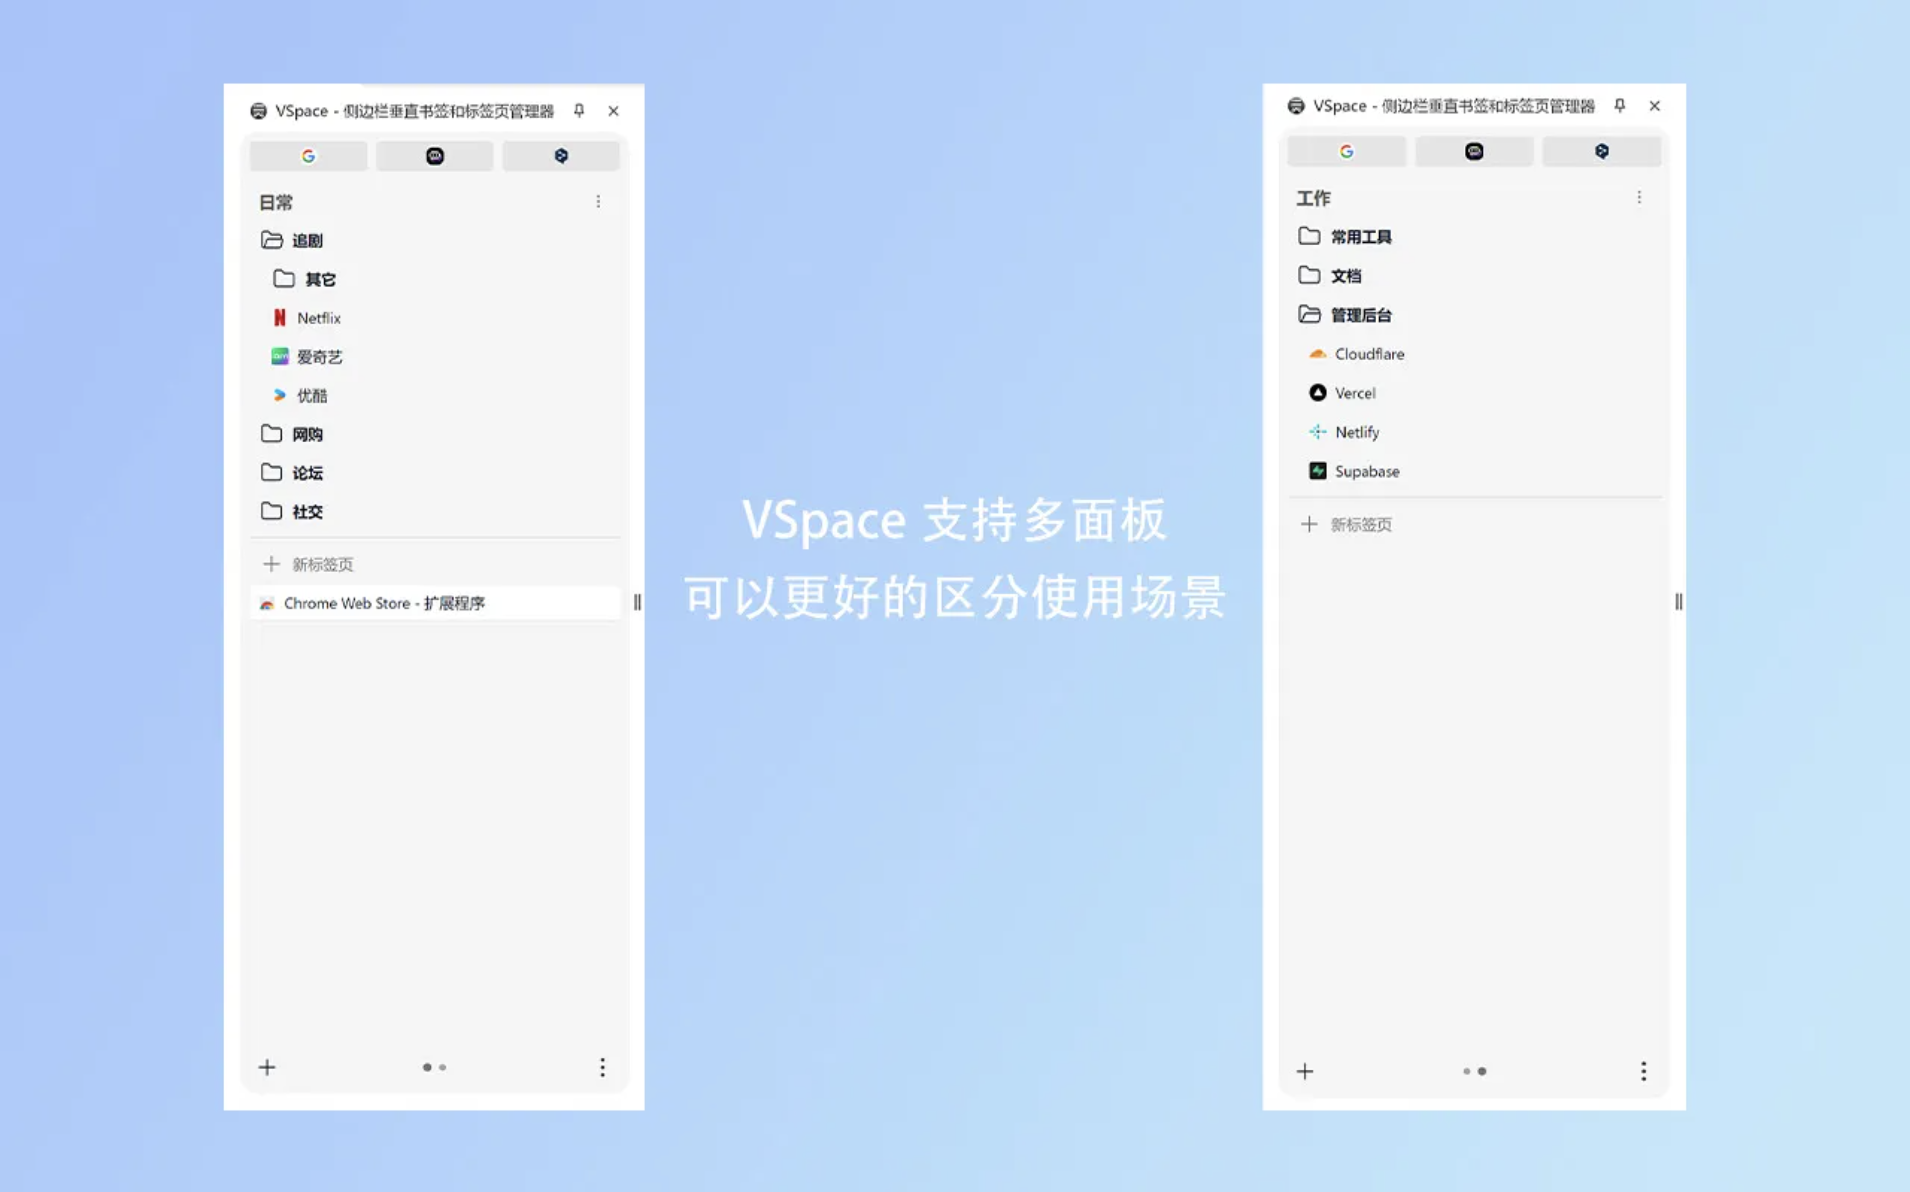 VSpace - 侧边栏垂直书签和标签页管理器
日常
追剧
其它
Netflix
爱奇艺
优酷
网购
论坛
社交
新标签页
Chrome Web Store - 扩展程序
VSpace 支持多面板
可以更好的区分使用场景
VSpace - 侧边栏垂直书签和标签页管理器
工作
常用工具
文档
管理后台
Cloudflare
Vercel
Netlify
Supabase
新标签页